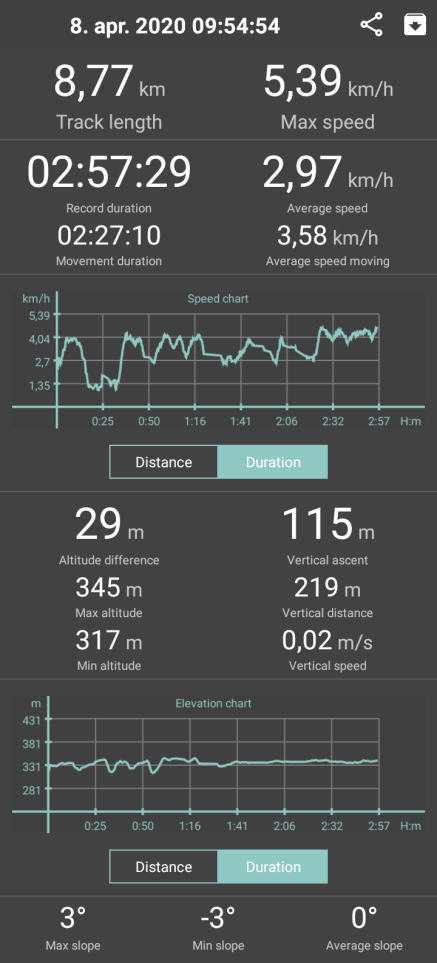 8. apr. 2020 09:54:54
8,77 km 5,39 km/h
Track length Max speed
02:57:29 2,97 km/h
Record duration Average speed
02:27:10 3,58 km/h
Movement duration Average speed moving
km/h Speed chart
5,39
4,04
2,7
1,35
0:25 0:50 1:16 1:41 2:06 2:32 2:57 H:m
Distance Duration
29 m 115 m
Altitude difference Vertical ascent
345 m 219 m
Max altitude Vertical distance
317 m 0,02 m/s
Min altitude Vertical speed
m Elevation chart
431
381
331
281
0:25 0:50 1:16 1:41 2:06 2:32 2:57 H:m
Distance Duration
3° -3° 0°
Max slope Min slope Average slope